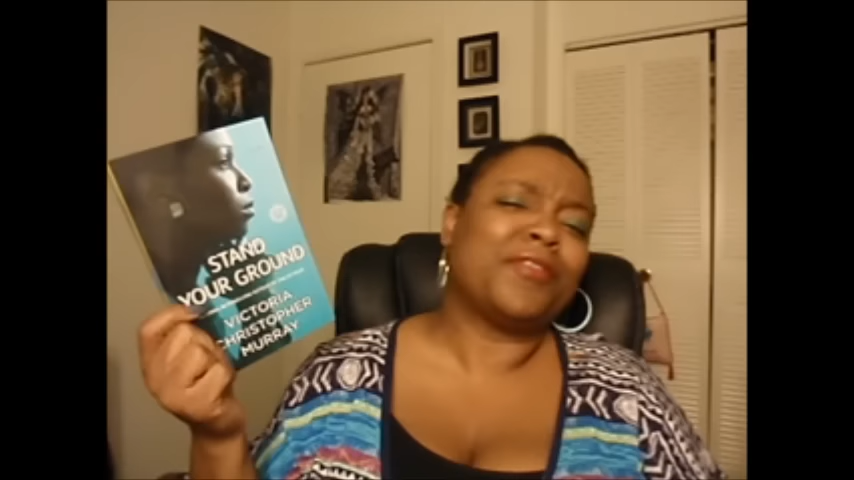 STAND
YOUR GROUND
VICTORIA
CHRISTOPHER
MURRAY